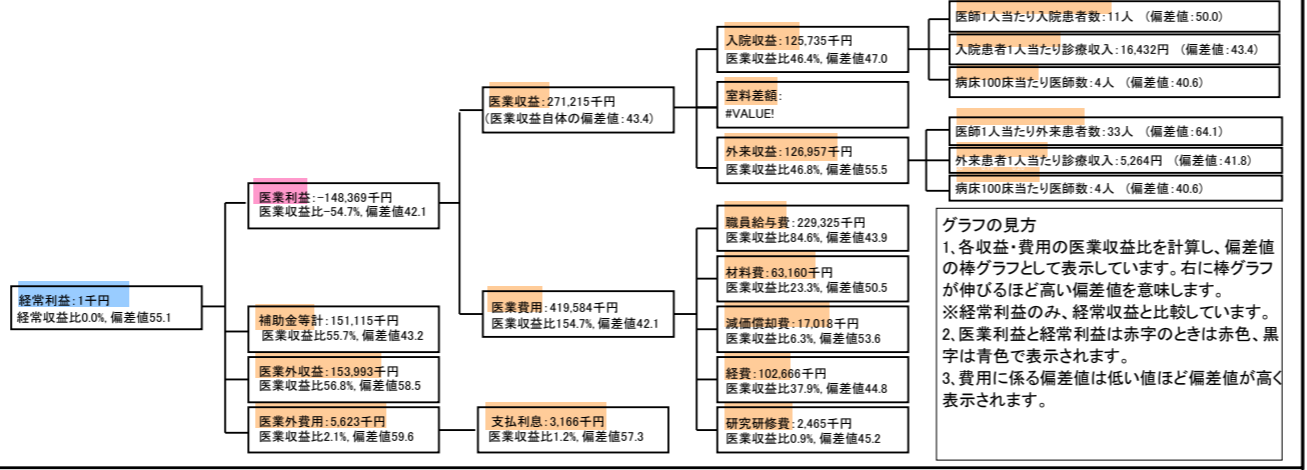 医師1人当たり入院患者数:11人 (偏差値:50.0)
入院収益:125,735千円
医業収益比46.4%, 偏差値47.0
入院患者1人当たり診療収入:16,432円 (偏差値:43.4)
病床100床当たり医師数:4人 (偏差値:40.6)
医業収益:271,215千円
(医業収益自体の偏差値:43.4)
室料差額:
#VALUE!
医師1人当たり外来患者数:33人 (偏差値:64.1)
外来収益:126,957千円
医業収益比46.8%, 偏差値55.5
外来患者1人当たり診療収入:5,264円 (偏差値:41.8)
病床100床当たり医師数:4人 (偏差値:40.6)
医業利益:-148,369千円
医業収益比-54.7%, 偏差値42.1
職員給与費:229,325千円
医業収益比84.6%, 偏差値43.9
材料費:63,160千円
医業収益比23.3%, 偏差値50.5
経常利益:1千円
経常収益比0.0%, 偏差値55.1
医業費用:419,584千円
医業収益比154.7%, 偏差値42.1
補助金等計:151,115千円
医業収益比55.7%, 偏差値43.2
減価償却費:17,018千円
医業収益比6.3%, 偏差値53.6
医業外収益:153,993千円
医業収益比56.8%, 偏差値58.5
経費:102,666千円
医業収益比37.9%, 偏差値44.8
医業外費用:5,623千円
医業収益比2.1%, 偏差値59.6
支払利息:3,166千円
医業収益比1.2%, 偏差値57.3
研究研修費:2,465千円
医業収益比0.9%, 偏差値45.2
グラフの見方
1、各収益・費用の医業収益比を計算し、偏差値
の棒グラフとして表示しています。右に棒グラフ
が伸びるほど高い偏差値を意味します。
※経常利益のみ、経常収益と比較しています。
2、医業利益と経常利益は赤字のときは赤色、黒
字は青色で表示されます。
3、費用に係る偏差値は低い値ほど偏差値が高く
表示されます。